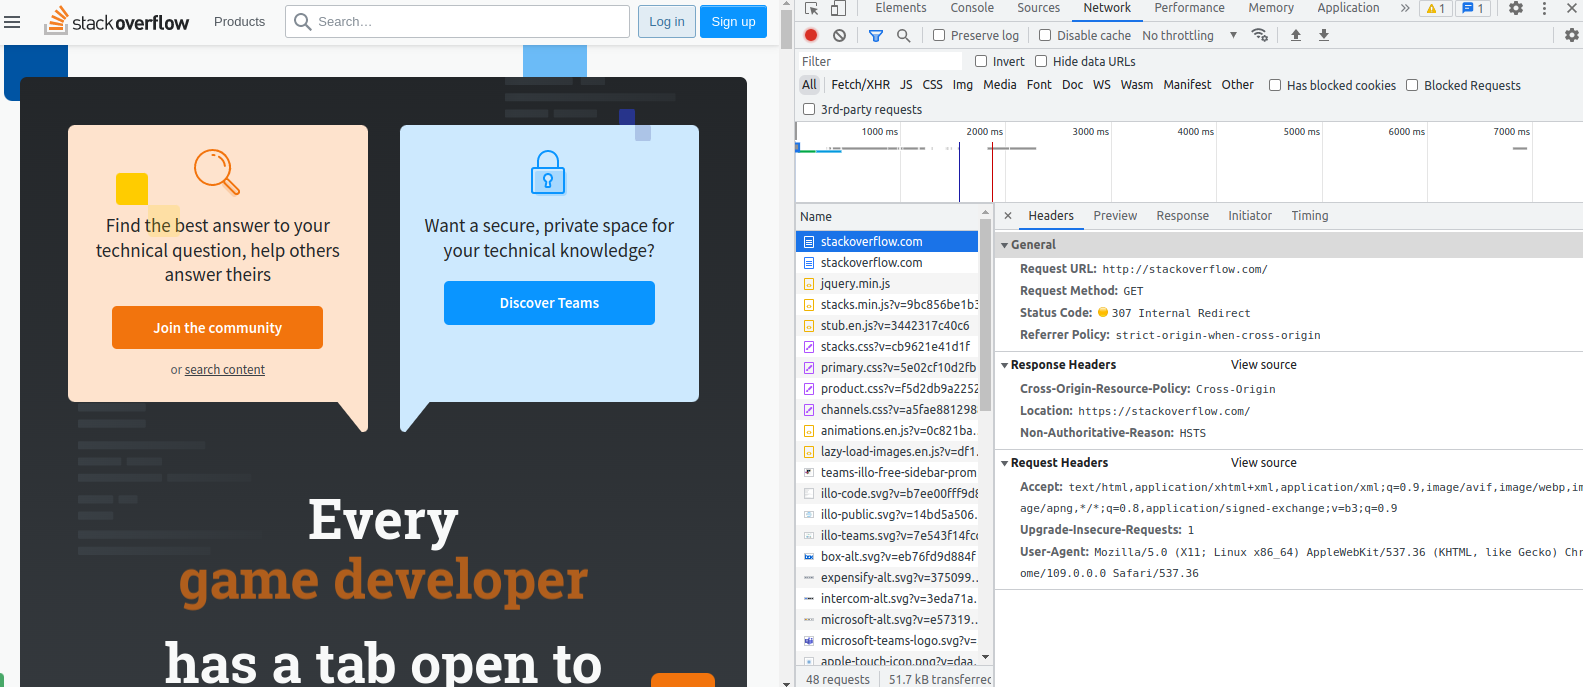 stackoverflow
Products
Search…
Log in
Sign up
Find the best answer to your
technical question, help others
answer theirs
Join the community
or search content
Want a secure, private space for
your technical knowledge?
Discover Teams
Every
game developer
has a tab open to
Elements
Console
Sources
Network
Performance
Memory
Application
»
1
1
Preserve log
Disable cache
No throttling
Filter
Invert
Hide data URLs
All
Fetch/XHR
JS
CSS
Img
Media
Font
Doc
WS
Wasm
Manifest
Other
Has blocked cookies
Blocked Requests
3rd-party requests
1000 ms
2000 ms
3000 ms
4000 ms
5000 ms
6000 ms
7000 ms
Name
stackoverflow.com
stackoverflow.com
jquery.min.js
stacks.min.js?v=9bc856be1b3
stub.en.js?v=3442317c40c6
stacks.css?v=cb9621e41d1f
primary.css?v=5e02cf10d2fb
product.css?v=f5d2db9a2252
channels.css?v=a5fae881298
animations.en.js?v=0c821ba…
lazy-load-images.en.js?v=df1…
teams-illo-free-sidebar-prom
illo-code.svg?v=b7ee00fff9d8
illo-public.svg?v=14bd5a506…
illo-teams.svg?v=7e543f14fcd
box-alt.svg?v=eb76fd9d884f
expensify-alt.svg?v=375099…
intercom-alt.svg?v=3eda71a…
microsoft-alt.svg?v=e57319…
microsoft-teams-logo.svg?v=
apple-touch-icon.png?v=daa…
48 requests
51.7 kB transferred
Headers
Preview
Response
Initiator
Timing
General
Request URL: http://stackoverflow.com/
Request Method: GET
Status Code: 307 Internal Redirect
Referrer Policy: strict-origin-when-cross-origin
Response Headers
View source
Cross-Origin-Resource-Policy: Cross-Origin
Location: https://stackoverflow.com/
Non-Authoritative-Reason: HSTS
Request Headers
View source
Accept: text/html,application/xhtml+xml,application/xml;q=0.9,image/avif,image/webp,im
age/apng,*/*;q=0.8,application/signed-exchange;v=b3;q=0.9
Upgrade-Insecure-Requests: 1
User-Agent: Mozilla/5.0 (X11; Linux x86_64) AppleWebKit/537.36 (KHTML, like Gecko) Chr
ome/109.0.0.0 Safari/537.36